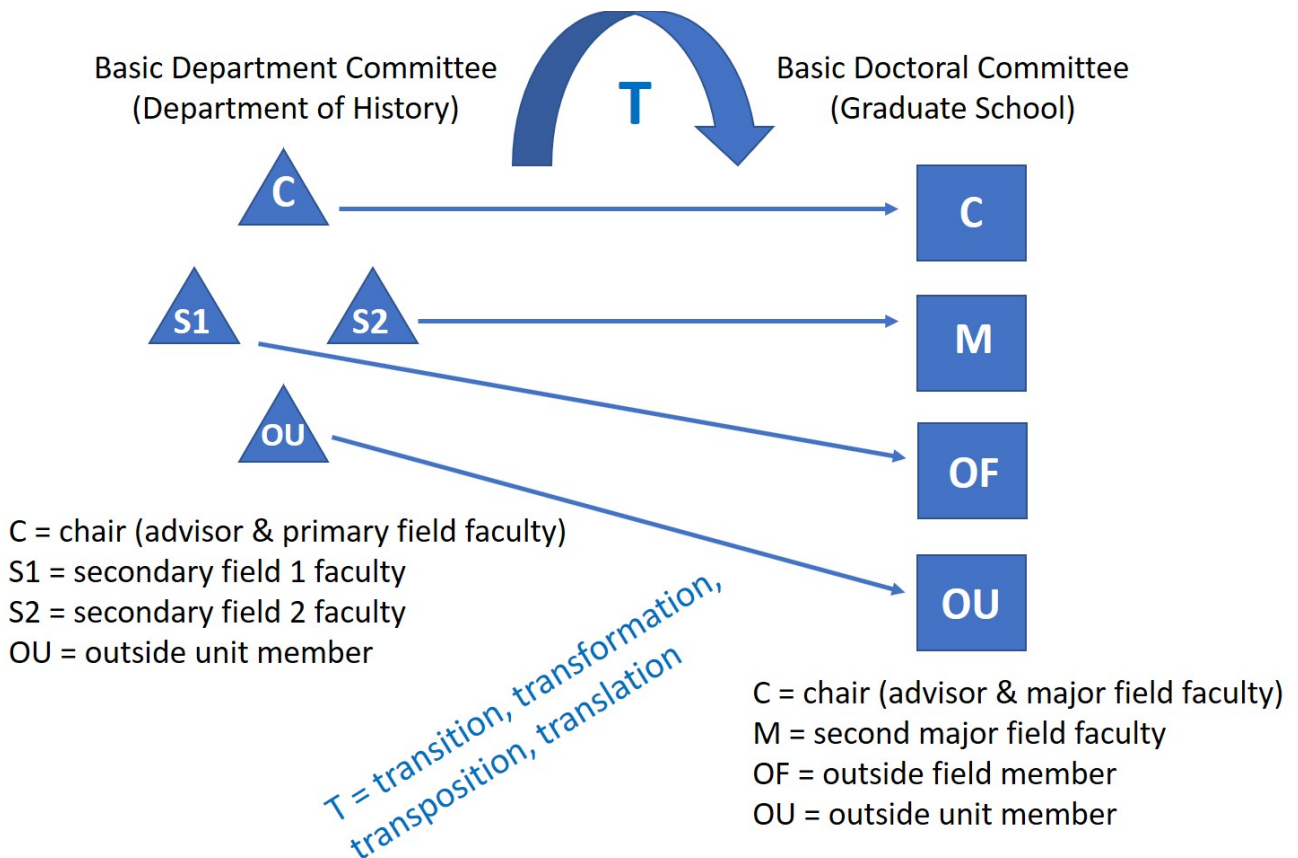 Basic Department Committee
(Department of History)
T
Basic Doctoral Committee
(Graduate School)
C
C
S1
S2
M
OU
OF
OU
C = chair (advisor & primary field faculty)
S1 = secondary field 1 faculty
S2 = secondary field 2 faculty
OU = outside unit member
T = transition, transformation,
transposition, translation
C = chair (advisor & major field faculty)
M = second major field faculty
OF = outside field member
OU = outside unit member